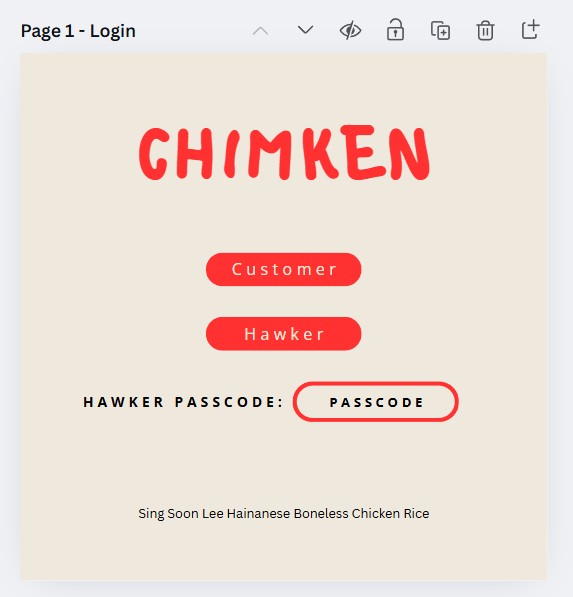 Page 1 - Login
CHIMKEN
Customer
Hawker
HAWKER PASSCODE: PASSCODE
Sing Soon Lee Hainanese Boneless Chicken Rice